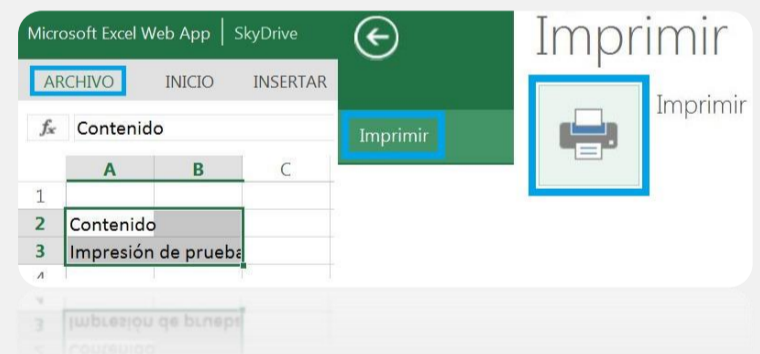 Microsoft Excel Web App | SkyDrive
ARCHIVO INICIO INSERTAR
fx Contenido
A B C
1
2 Contenido
3 Impresión de prueba
4
Imprimir
Imprimir
Imprimir